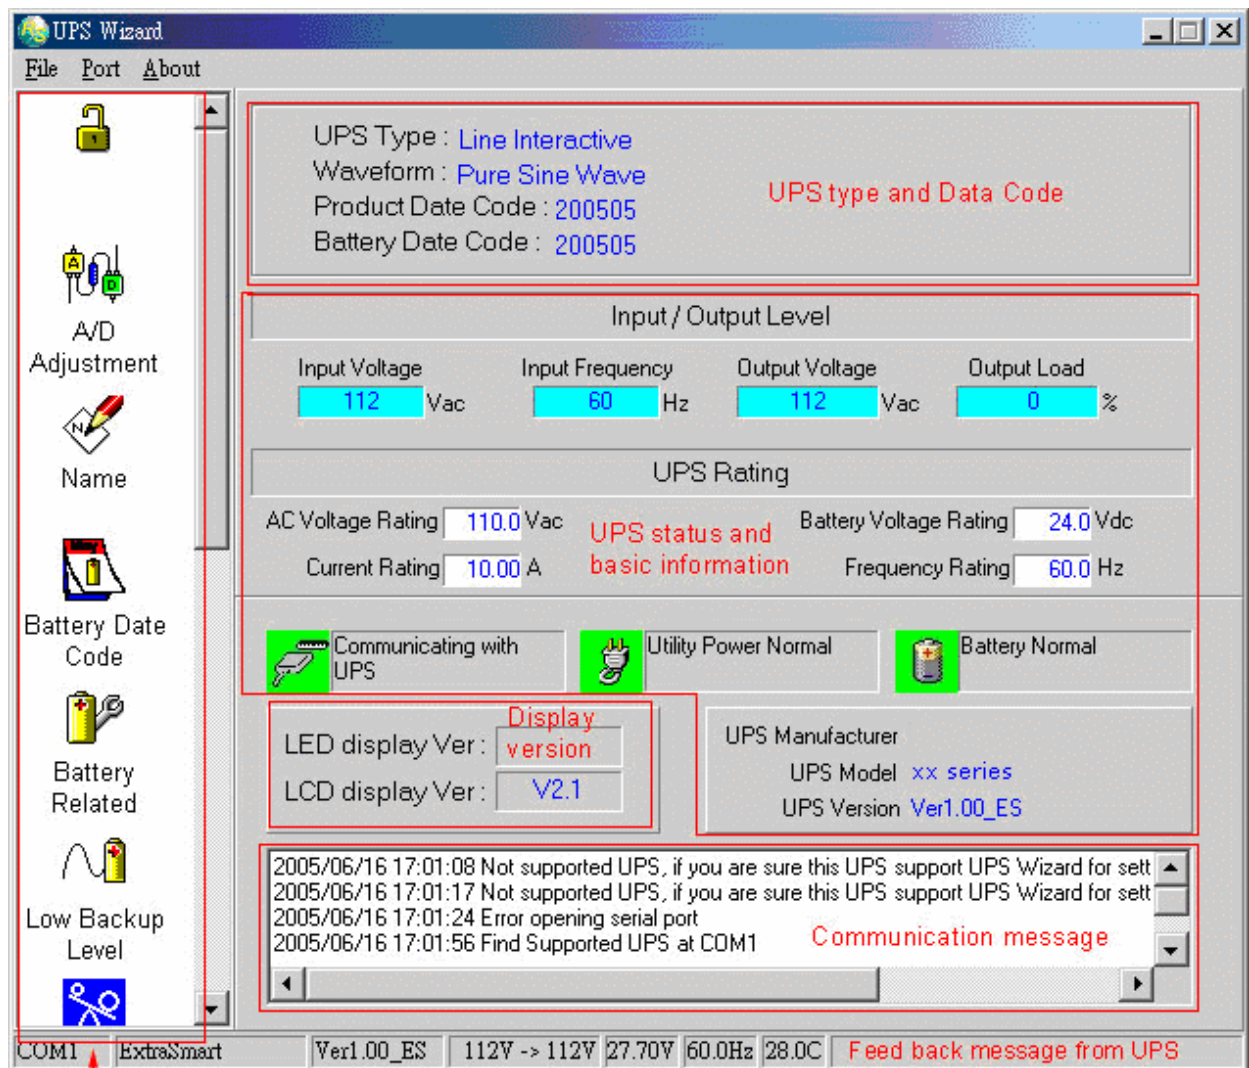 UPS Wizard
File Port About
A/D
Adjustment
Name
Battery Date
Code
Battery
Related
Low Backup
Level
UPS Type : Line Interactive
Waveform : Pure Sine Wave
Product Date Code : 200505
Battery Date Code : 200505
UPS type and Data Code
Input / Output Level
Input Voltage Input Frequency Output Voltage Output Load
112 Vac 60 Hz 112 Vac 0 %
UPS Rating
AC Voltage Rating 110.0 Vac Battery Voltage Rating 24.0 Vdc
Current Rating 10.00 A Frequency Rating 60.0 Hz
UPS status and
basic information
Communicating with
UPS
Utility Power Normal
Battery Normal
LED display Ver :
LCD display Ver : V2.1
Display
version
UPS Manufacturer
UPS Model xx series
UPS Version Ver1.00_ES
2005/06/16 17:01:08 Not supported UPS, if you are sure this UPS support UPS Wizard for sett
2005/06/16 17:01:17 Not supported UPS, if you are sure this UPS support UPS Wizard for sett
2005/06/16 17:01:24 Error opening serial port
2005/06/16 17:01:56 Find Supported UPS at COM1
Communication message
COM1 ExtraSmart Ver1.00_ES 112V -> 112V 27.70V 60.0Hz 28.0C Feed back message from UPS